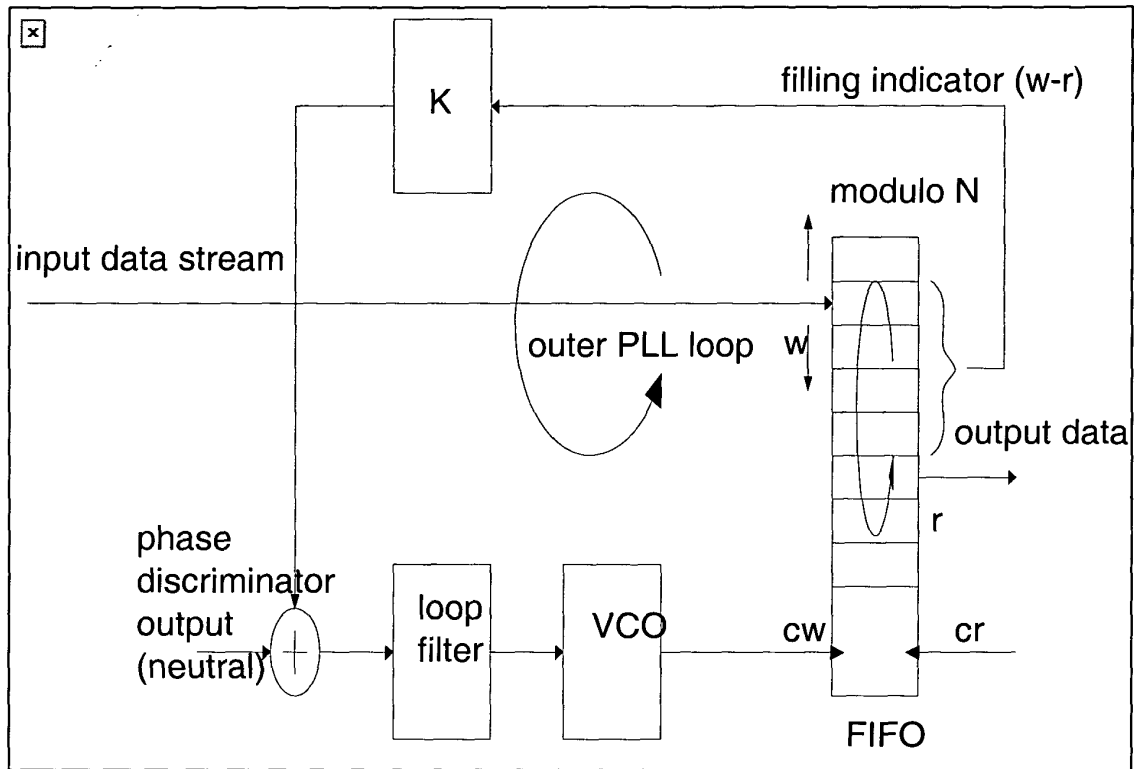 x
K
filling indicator (w-r)
modulo N
input data stream
outer PLL loop
w
output data
r
phase
discriminator
output
(neutral)
+
loop
filter
VCO
cw
cr
FIFO